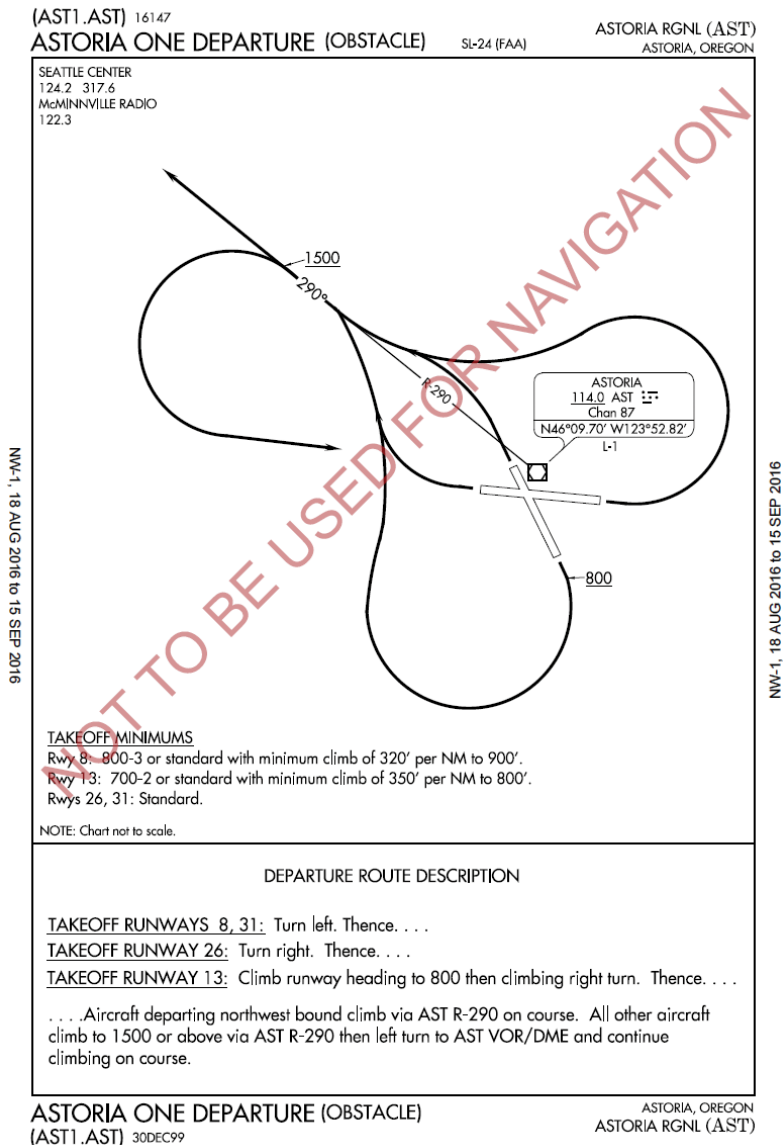 (AST1.AST) 16147
ASTORIA ONE DEPARTURE (OBSTACLE)
SL-24 (FAA)
ASTORIA RGNL (AST)
ASTORIA, OREGON
SEATTLE CENTER
124.2 317.6
McMINNVILLE RADIO
122.3
1500
290°
R-290
ASTORIA
114.0 AST
Chan 87
N46°09.70' W123°52.82'
L-1
800
NOT TO BE USED FOR NAVIGATION
NW-1, 18 AUG 2016 to 15 SEP 2016
NW-1, 18 AUG 2016 to 15 SEP 2016
TAKEOFF MINIMUMS
Rwy 8: 800-3 or standard with minimum climb of 320' per NM to 900'.
Rwy 13: 700-2 or standard with minimum climb of 350' per NM to 800'.
Rwys 26, 31: Standard.
NOTE: Chart not to scale.
DEPARTURE ROUTE DESCRIPTION
TAKEOFF RUNWAYS 8, 31: Turn left. Thence. . . .
TAKEOFF RUNWAY 26: Turn right. Thence. . . .
TAKEOFF RUNWAY 13: Climb runway heading to 800 then climbing right turn. Thence. . . .
. . . .Aircraft departing northwest bound climb via AST R-290 on course. All other aircraft
climb to 1500 or above via AST R-290 then left turn to AST VOR/DME and continue
climbing on course.
ASTORIA ONE DEPARTURE (OBSTACLE)
(AST1.AST) 30DEC99
ASTORIA, OREGON
ASTORIA RGNL (AST)